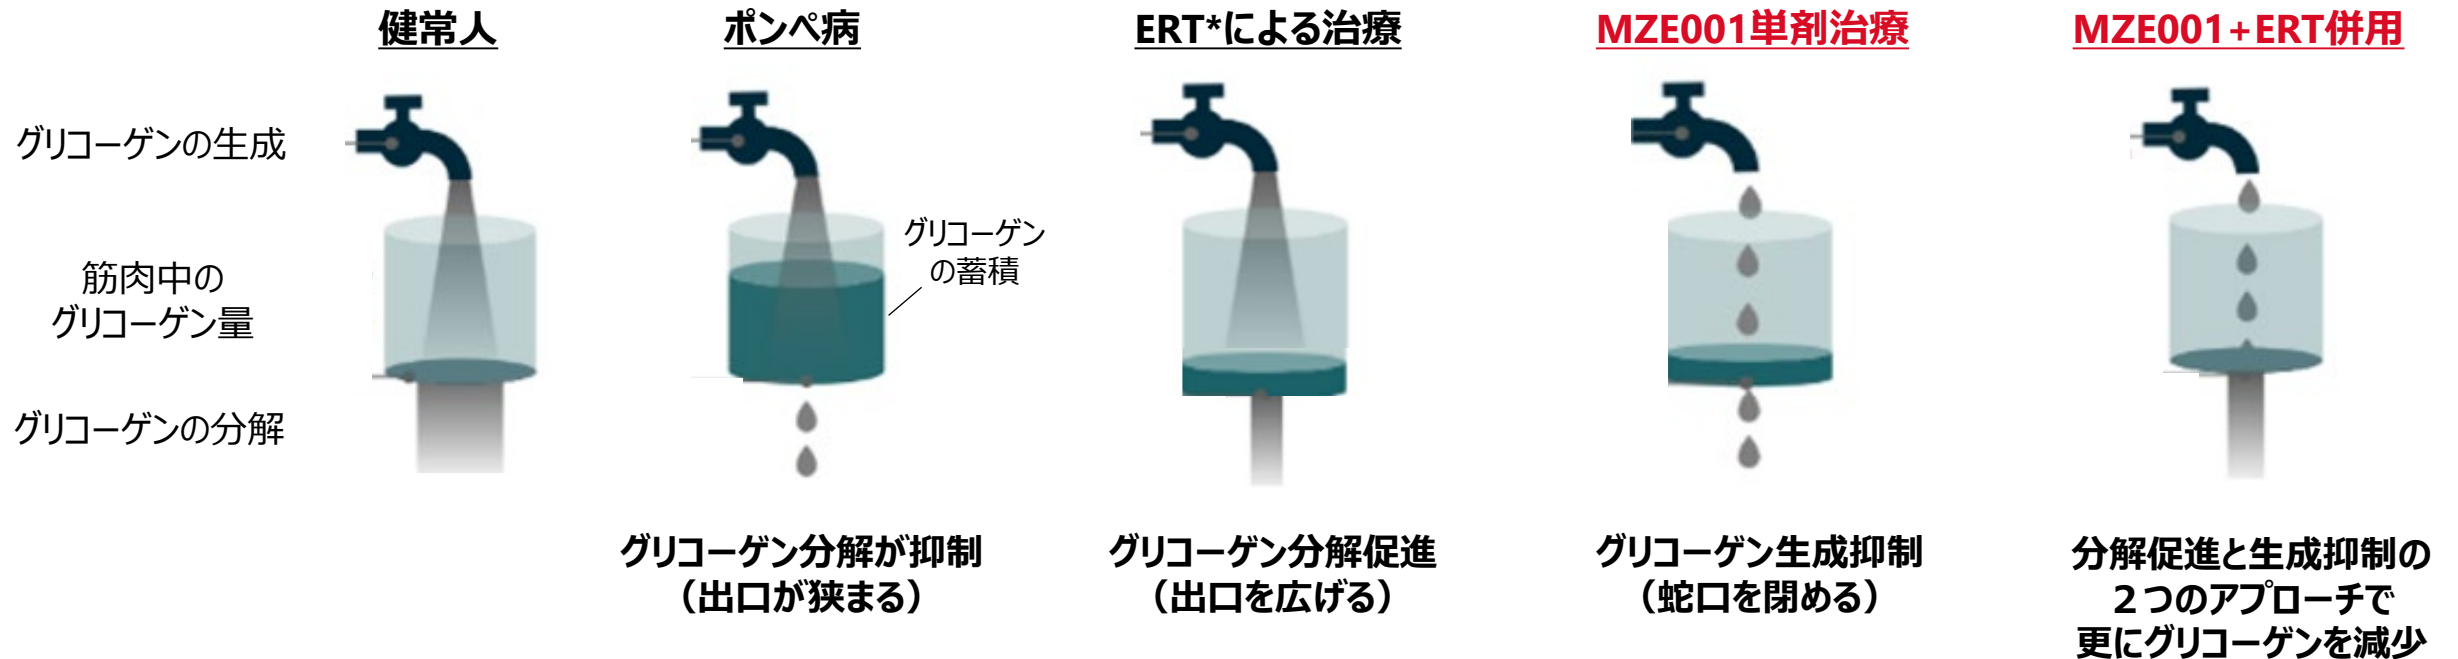 健常人
ポンペ病
ERT*による治療
MZE001単剤治療
MZE001+ERT併用
グリコーゲンの生成
筋肉中の
グリコーゲン量
グリコーゲンの分解
グリコーゲン
の蓄積
グリコーゲン分解が抑制
（出口が狭まる）
グリコーゲン分解促進
（出口を広げる）
グリコーゲン生成抑制
（蛇口を閉める）
分解促進と生成抑制の
２つのアプローチで
更にグリコーゲンを減少